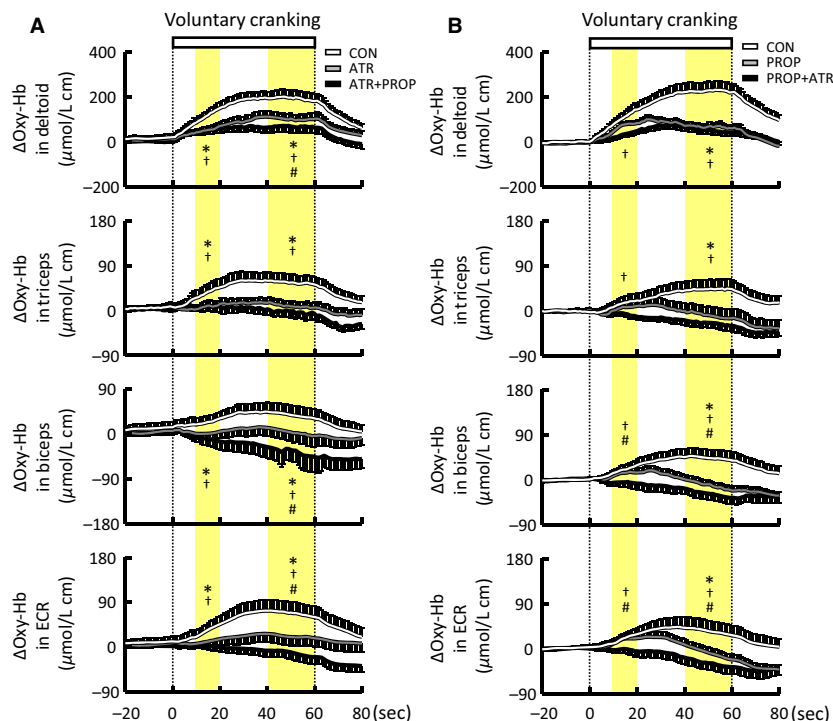 A
Voluntary cranking
CON
ATR
ATR+PROP
ΔOxy-Hb
in deltoid
(µmol/L cm)
400
200
0
−200
*
†
*
†
#
ΔOxy-Hb
in triceps
(µmol/L cm)
180
90
0
−90
*
†
*
†
ΔOxy-Hb
in biceps
(µmol/L cm)
90
0
−90
−180
*
†
*
†
#
ΔOxy-Hb
in ECR
(µmol/L cm)
180
90
0
−90
*
†
*
†
#
−20 0 20 40 60 80 (sec)
B
Voluntary cranking
CON
PROP
PROP+ATR
ΔOxy-Hb
in deltoid
(µmol/L cm)
400
200
0
−200
†
*
†
ΔOxy-Hb
in triceps
(µmol/L cm)
180
90
0
−90
†
*
†
ΔOxy-Hb
in biceps
(µmol/L cm)
180
90
0
−90
†
#
*
†
#
ΔOxy-Hb
in ECR
(µmol/L cm)
180
90
0
−90
†
#
*
†
#
−20 0 20 40 60 80 (sec)